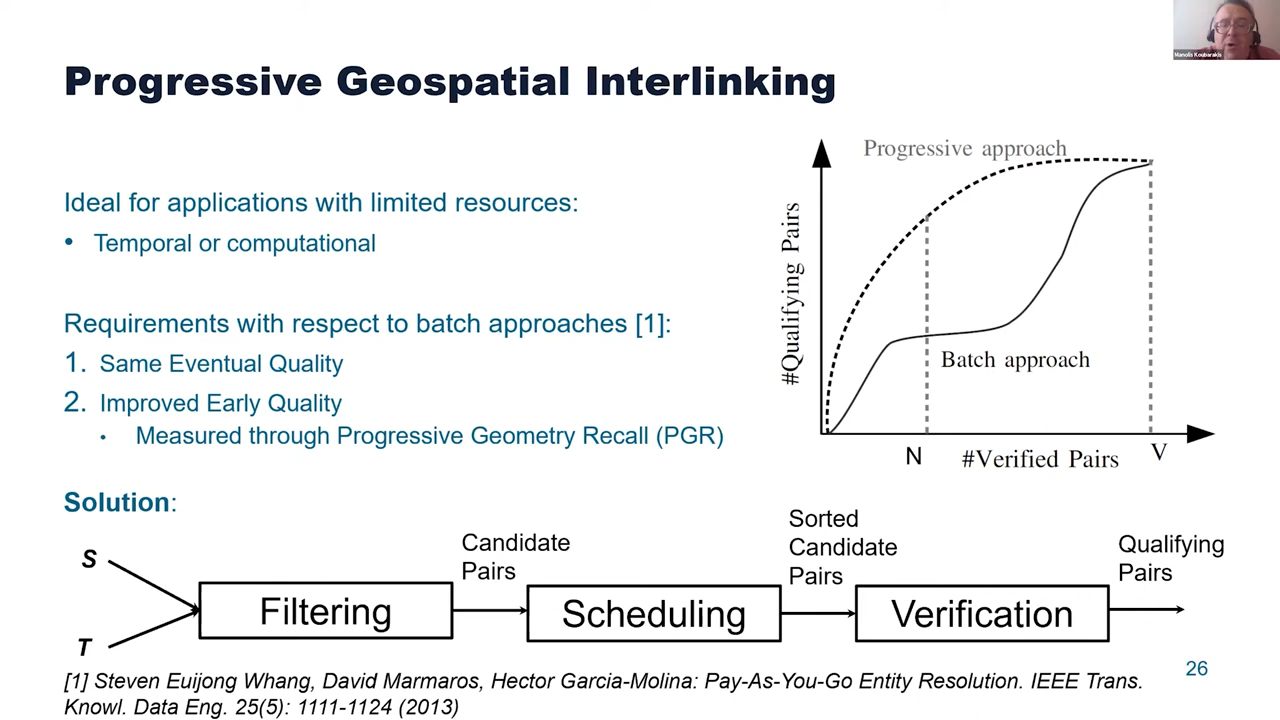 Manolis Koubarakis
Progressive Geospatial Interlinking
Ideal for applications with limited resources:
• Temporal or computational
Requirements with respect to batch approaches [1]:
1. Same Eventual Quality
2. Improved Early Quality
• Measured through Progressive Geometry Recall (PGR)
Progressive approach
#Qualifying Pairs
Batch approach
N
#Verified Pairs
V
Solution:
S
T
Filtering
Candidate
Pairs
Scheduling
Sorted
Candidate
Pairs
Verification
Qualifying
Pairs
[1] Steven Euijong Whang, David Marmaros, Hector Garcia-Molina: Pay-As-You-Go Entity Resolution. IEEE Trans.
Knowl. Data Eng. 25(5): 1111-1124 (2013)
26